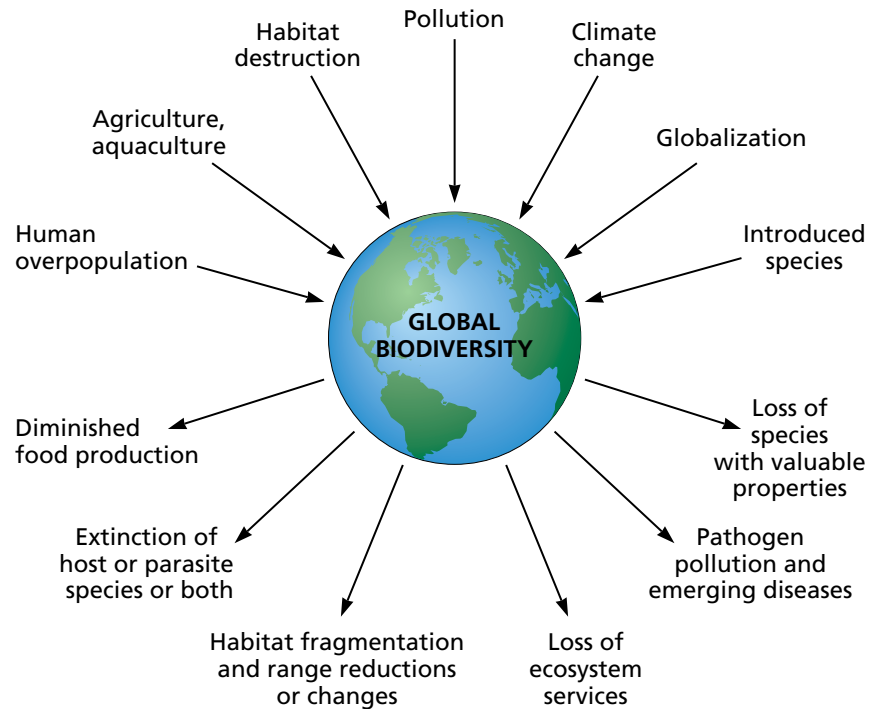 Pollution
Habitat
destruction
Climate
change
Agriculture,
aquaculture
Globalization
Human
overpopulation
Introduced
species
GLOBAL
BIODIVERSITY
Diminished
food production
Loss of
species
with valuable
properties
Extinction of
host or parasite
species or both
Pathogen
pollution and
emerging diseases
Habitat fragmentation
and range reductions
or changes
Loss of
ecosystem
services